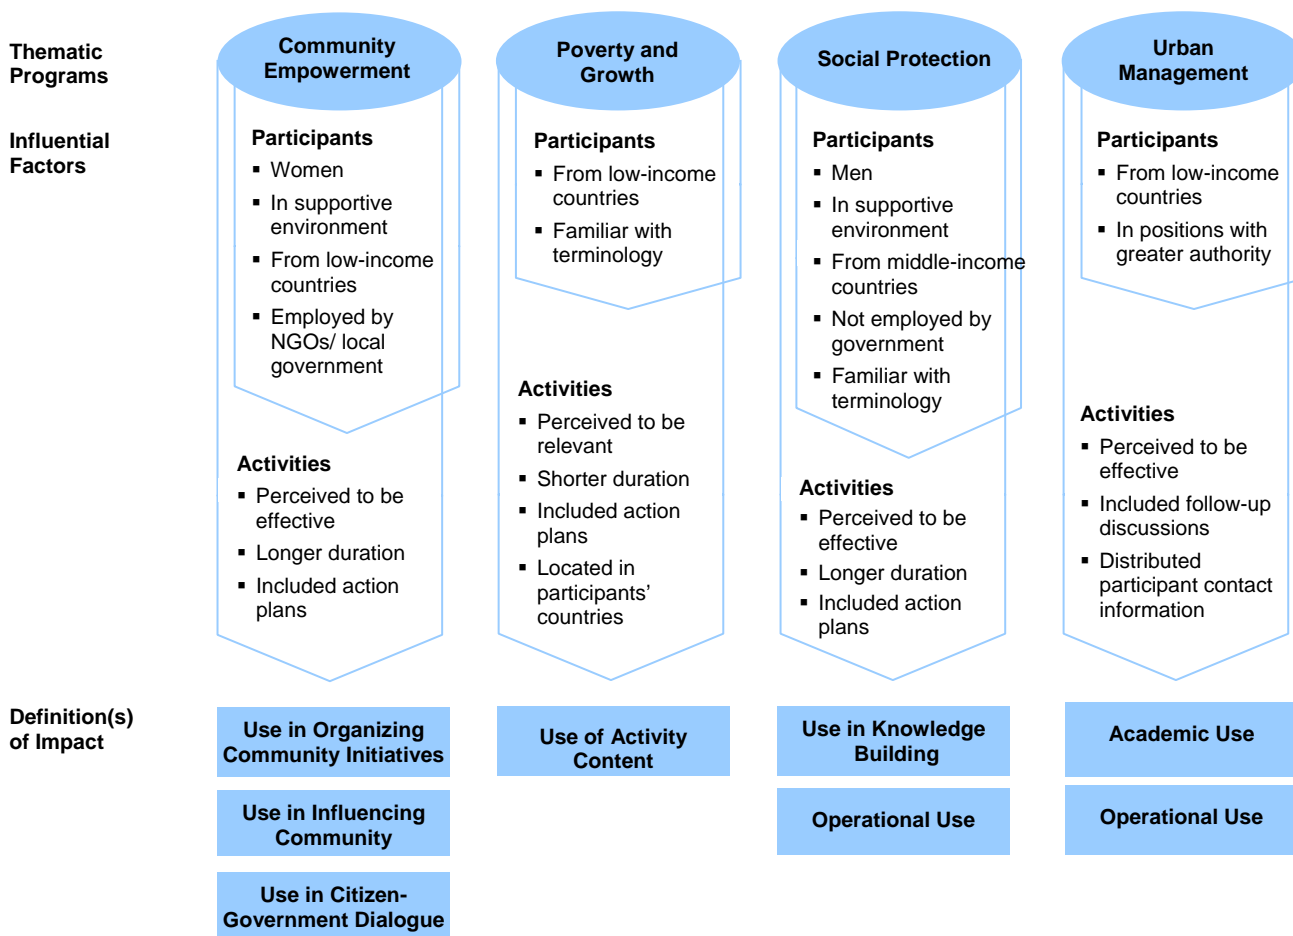 Thematic
Programs
Community
Empowerment
Poverty and
Growth
Social Protection
Urban
Management
Influential
Factors
Participants
▪ Women
▪ In supportive
environment
▪ From low-income
countries
▪ Employed by
NGOs/ local
government
Activities
▪ Perceived to be
effective
▪ Longer duration
▪ Included action
plans
Participants
▪ From low-income
countries
▪ Familiar with
terminology
Activities
▪ Perceived to be
relevant
▪ Shorter duration
▪ Included action
plans
▪ Located in
participants’
countries
Participants
▪ Men
▪ In supportive
environment
▪ From middle-income
countries
▪ Not employed by
government
▪ Familiar with
terminology
Activities
▪ Perceived to be
effective
▪ Longer duration
▪ Included action
plans
Participants
▪ From low-income
countries
▪ In positions with
greater authority
Activities
▪ Perceived to be
effective
▪ Included follow-up
discussions
▪ Distributed
participant contact
information
Definition(s)
of Impact
Use in Organizing
Community Initiatives
Use in Influencing
Community
Use in Citizen-
Government Dialogue
Use of Activity
Content
Use in Knowledge
Building
Operational Use
Academic Use
Operational Use